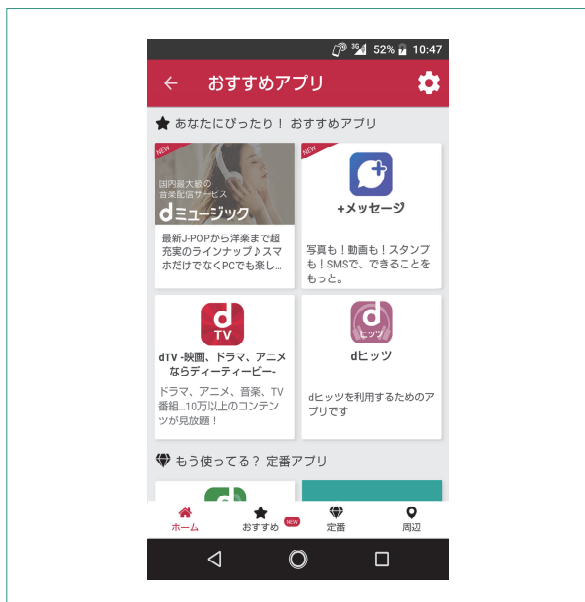 3G 52% 10:47
← おすすめアプリ
★ あなたにぴったり！ おすすめアプリ
NEW
国内最大級の
音楽配信サービス
dミュージック
最新J-POPから洋楽まで超
充実のラインナップ♪スマ
ホだけでなくPCでも楽し...
NEW
+メッセージ
写真も！動画も！スタンプ
も！SMSで、できることを
もっと。
d
TV
dTV -映画、ドラマ、アニメ
ならディーティービー-
ドラマ、アニメ、音楽、TV
番組...10万以上のコンテン
ツが見放題！
d
ヒッツ
dヒッツ
dヒッツを利用するためのア
プリです
もう使ってる？ 定番アプリ
d
ホーム
おすすめ NEW
定番
周辺